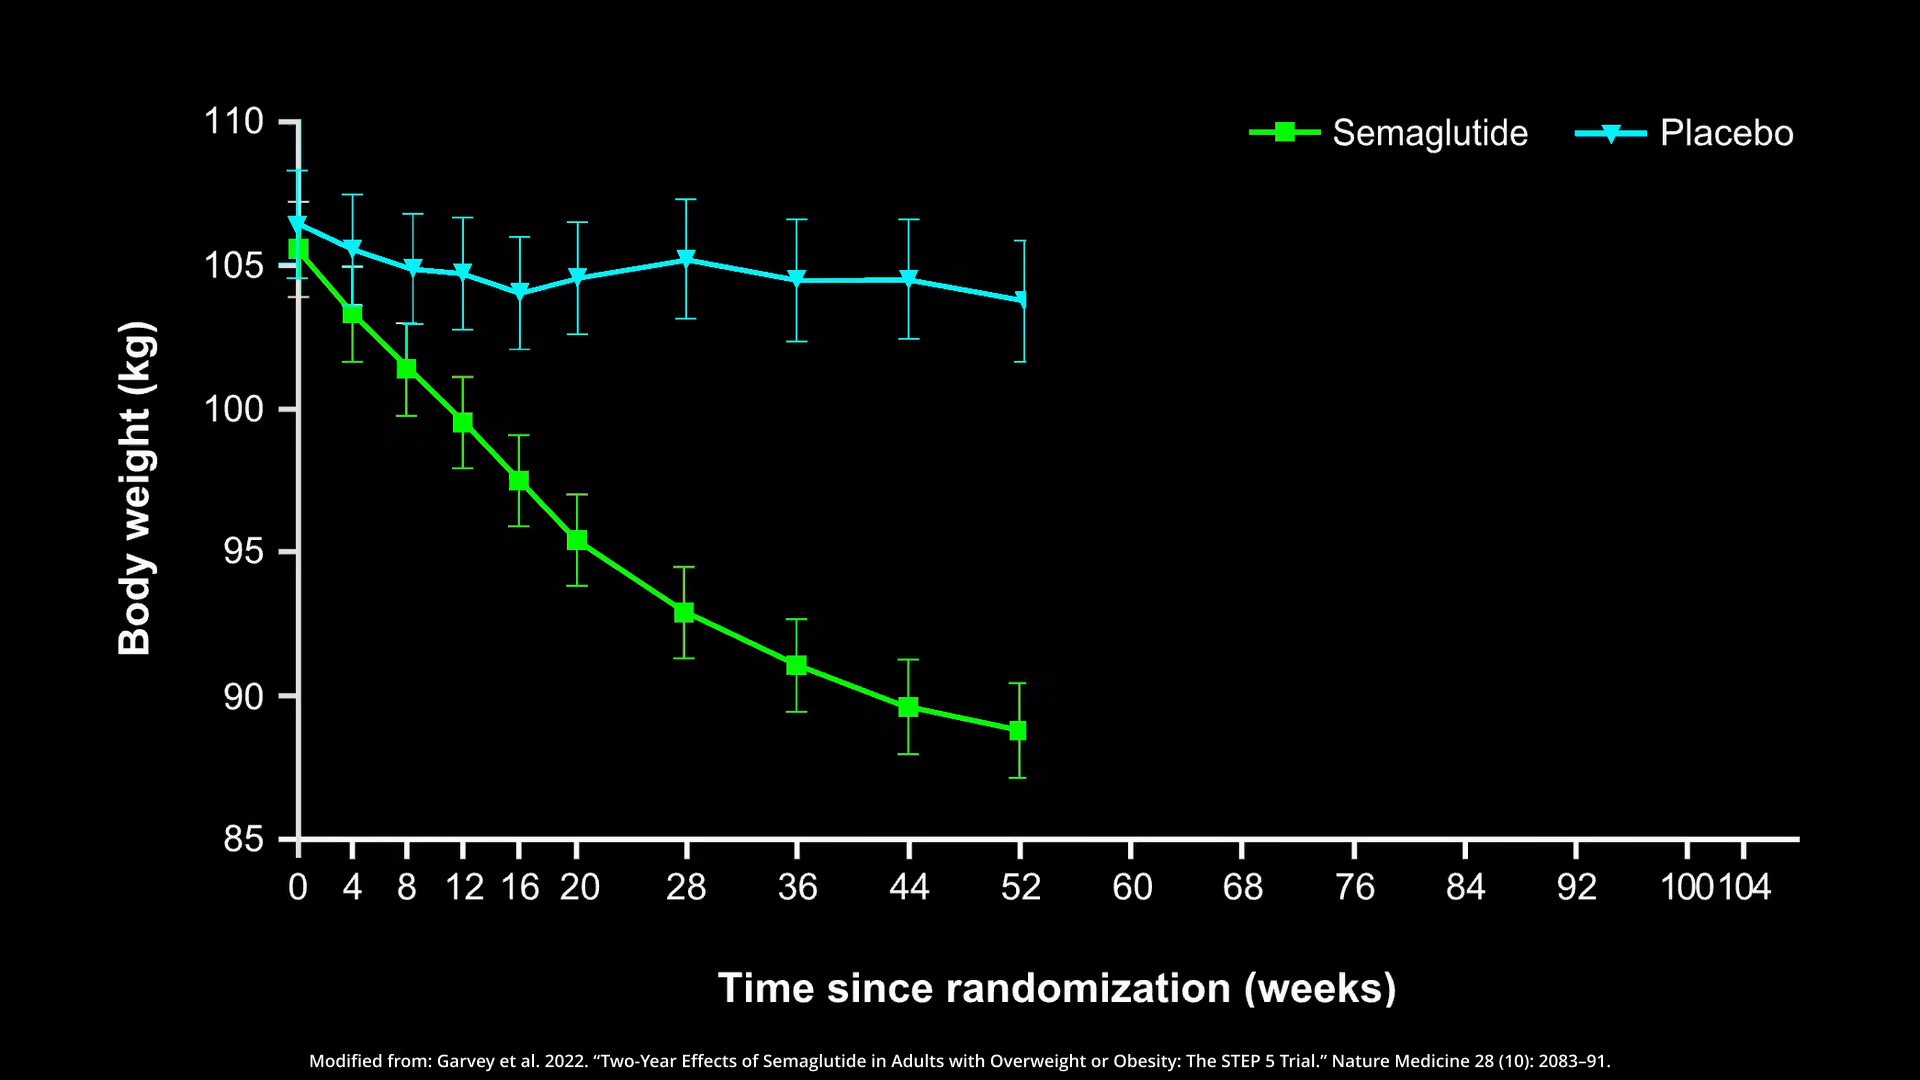 Semaglutide Placebo
110
105
100
95
90
85
Body weight (kg)
0 4 8 12 16 20 28 36 44 52 60 68 76 84 92 100 104
Time since randomization (weeks)
Modified from: Garvey et al. 2022. “Two-Year Effects of Semaglutide in Adults with Overweight or Obesity: The STEP 5 Trial.” Nature Medicine 28 (10): 2083–91.